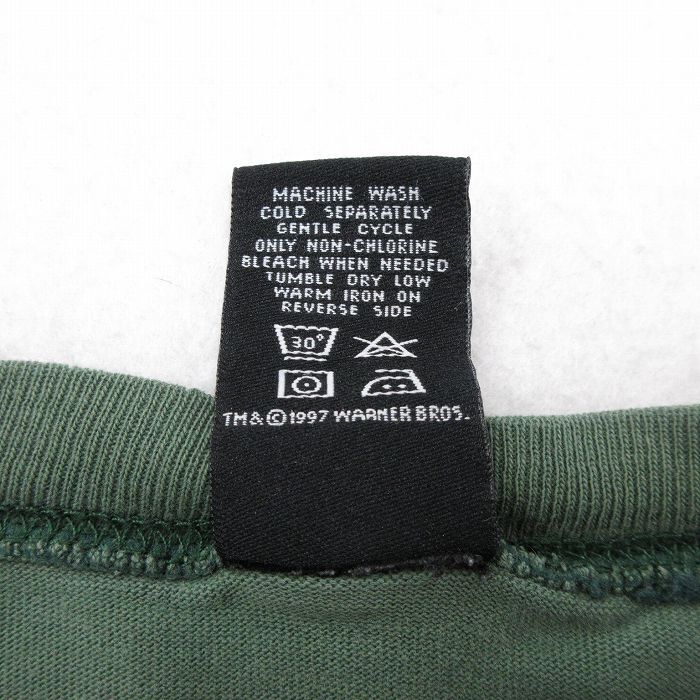 MACHINE WASH
COLD SEPARATELY
GENTLE CYCLE
ONLY NON-CHLORINE
BLEACH WHEN NEEDED
TUMBLE DRY LOW
WARM IRON ON
REVERSE SIDE
30°
TM & © 1997 WARNER BROS.